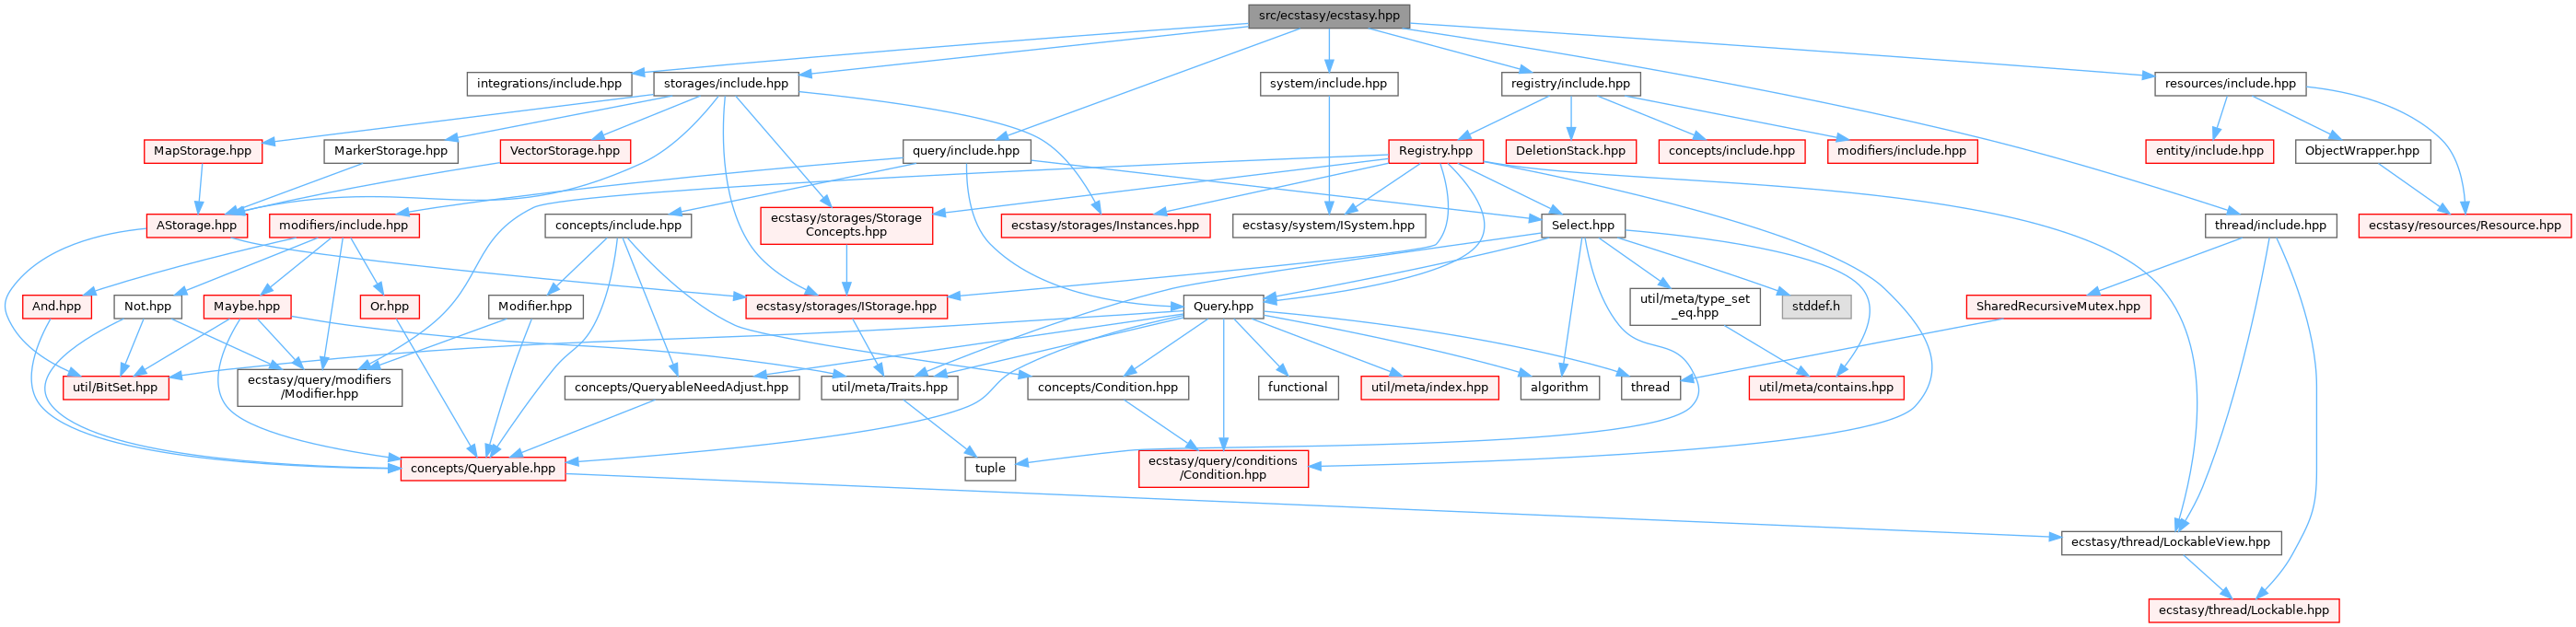 src/ecstasy/ecstasy.hpp
integrations/include.hpp
storages/include.hpp
system/include.hpp
registry/include.hpp
resources/include.hpp
MapStorage.hpp
MarkerStorage.hpp
VectorStorage.hpp
query/include.hpp
Registry.hpp
DeletionStack.hpp
concepts/include.hpp
modifiers/include.hpp
entity/include.hpp
ObjectWrapper.hpp
AStorage.hpp
modifiers/include.hpp
concepts/include.hpp
ecstasy/storages/Storage
Concepts.hpp
ecstasy/storages/Instances.hpp
ecstasy/system/ISystem.hpp
Select.hpp
thread/include.hpp
ecstasy/resources/Resource.hpp
And.hpp
Not.hpp
Maybe.hpp
Or.hpp
Modifier.hpp
ecstasy/storages/IStorage.hpp
Query.hpp
util/meta/type_set
_eq.hpp
stddef.h
SharedRecursiveMutex.hpp
util/BitSet.hpp
ecstasy/query/modifiers
/Modifier.hpp
concepts/QueryableNeedAdjust.hpp
util/meta/Traits.hpp
concepts/Condition.hpp
functional
util/meta/index.hpp
algorithm
thread
util/meta/contains.hpp
concepts/Queryable.hpp
tuple
ecstasy/query/conditions
/Condition.hpp
ecstasy/thread/LockableView.hpp
ecstasy/thread/Lockable.hpp